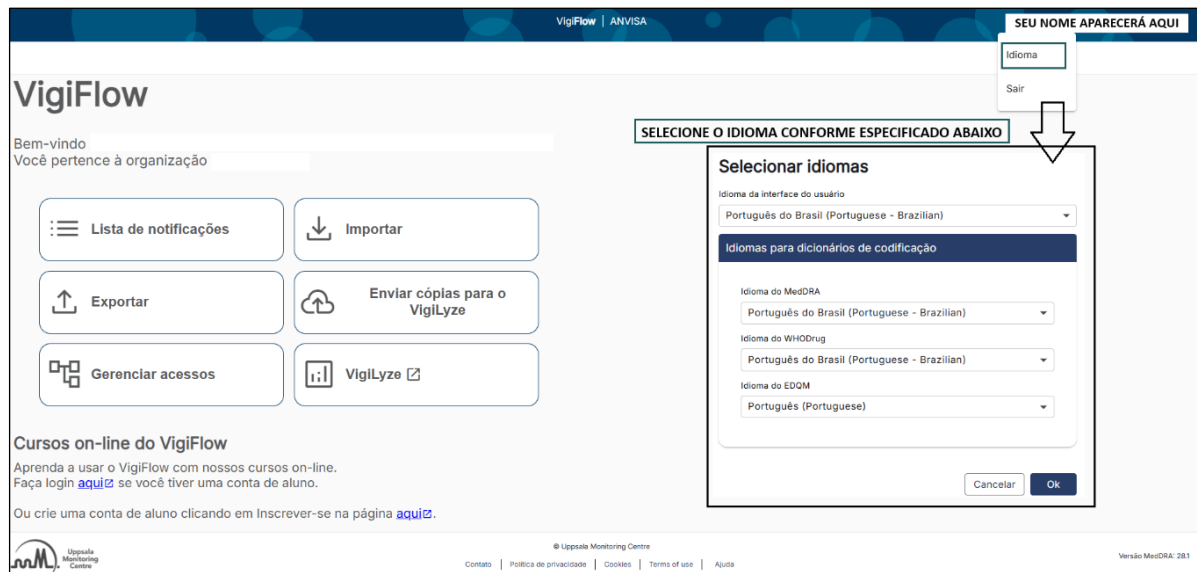 VigiFlow | ANVISA
SEU NOME APARECERÁ AQUI
Idioma
Sair
VigiFlow
Bem-vindo
Você pertence à organização
SELECIONE O IDIOMA CONFORME ESPECIFICADO ABAIXO
Lista de notificações
Importar
Exportar
Enviar cópias para o
VigiLyze
Gerenciar acessos
VigiLyze
Selecionar idiomas
Idioma da interface do usuário
Português do Brasil (Portuguese - Brazilian)
Idiomas para dicionários de codificação
Idioma do MedDRA
Português do Brasil (Portuguese - Brazilian)
Idioma do WHODrug
Português do Brasil (Portuguese - Brazilian)
Idioma do EDQM
Português (Portuguese)
Cancelar
Ok
Cursos on-line do VigiFlow
Aprenda a usar o VigiFlow com nossos cursos on-line.
Faça login aqui se você tiver uma conta de aluno.
Ou crie uma conta de aluno clicando em Inscrever-se na página aqui.
Uppsala
Monitoring
Centre
© Uppsala Monitoring Centre
Contato | Política de privacidade | Cookies | Terms of use | Ajuda
Versão MedDRA: 28.1